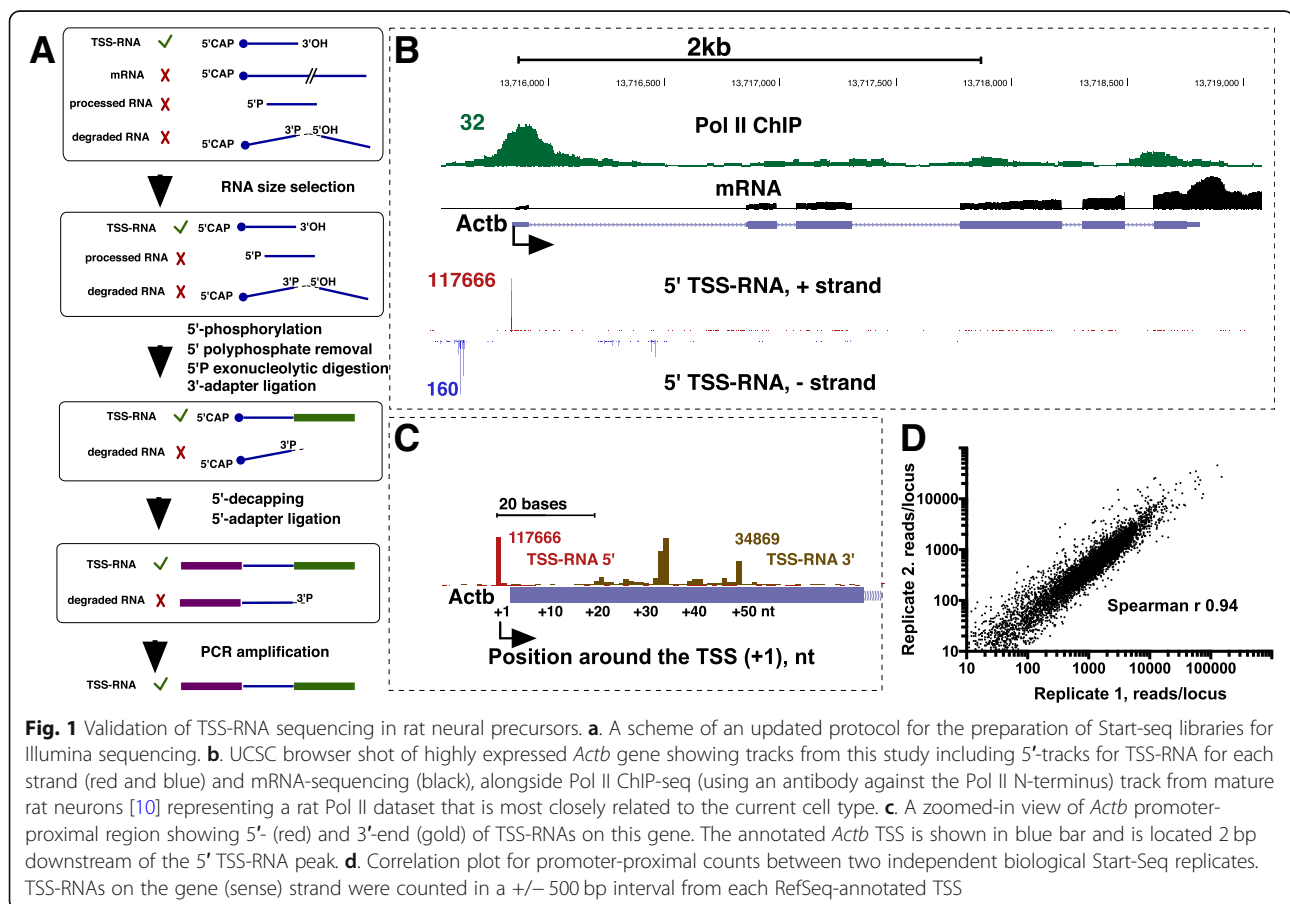 A
TSS-RNA 5'CAP 3'OH
mRNA X 5'CAP
processed RNA X 5'P
degraded RNA X 5'CAP 3'P 5'OH
RNA size selection
TSS-RNA 5'CAP 3'OH
processed RNA X 5'P
degraded RNA X 5'CAP 3'P 5'OH
5'-phosphorylation
5' polyphosphate removal
5'P exonucleolytic digestion
3'-adapter ligation
TSS-RNA 5'CAP
degraded RNA X 5'CAP 3'P
5'-decapping
5'-adapter ligation
TSS-RNA
degraded RNA X 3'P
PCR amplification
TSS-RNA
B
2kb
13,716,000 13,716,500 13,717,000 13,717,500 13,718,000 13,718,500 13,719,000
32 Pol II ChIP
mRNA
Actb
117666 5' TSS-RNA, + strand
160 5' TSS-RNA, - strand
C
20 bases
117666 34869
TSS-RNA 5' TSS-RNA 3'
Actb
+1 +10 +20 +30 +40 +50 nt
Position around the TSS (+1), nt
D
Replicate 2. reads/locus
10000
1000
100
10
Spearman r 0.94
10 100 1000 10000 100000
Replicate 1, reads/locus
Fig. 1 Validation of TSS-RNA sequencing in rat neural precursors. a. A scheme of an updated protocol for the preparation of Start-seq libraries for
Illumina sequencing. b. UCSC browser shot of highly expressed Actb gene showing tracks from this study including 5′-tracks for TSS-RNA for each
strand (red and blue) and mRNA-sequencing (black), alongside Pol II ChIP-seq (using an antibody against the Pol II N-terminus) track from mature
rat neurons [10] representing a rat Pol II dataset that is most closely related to the current cell type. c. A zoomed-in view of Actb promoter-
proximal region showing 5′- (red) and 3′-end (gold) of TSS-RNAs on this gene. The annotated Actb TSS is shown in blue bar and is located 2 bp
downstream of the 5′ TSS-RNA peak. d. Correlation plot for promoter-proximal counts between two independent biological Start-Seq replicates.
TSS-RNAs on the gene (sense) strand were counted in a +/− 500 bp interval from each RefSeq-annotated TSS